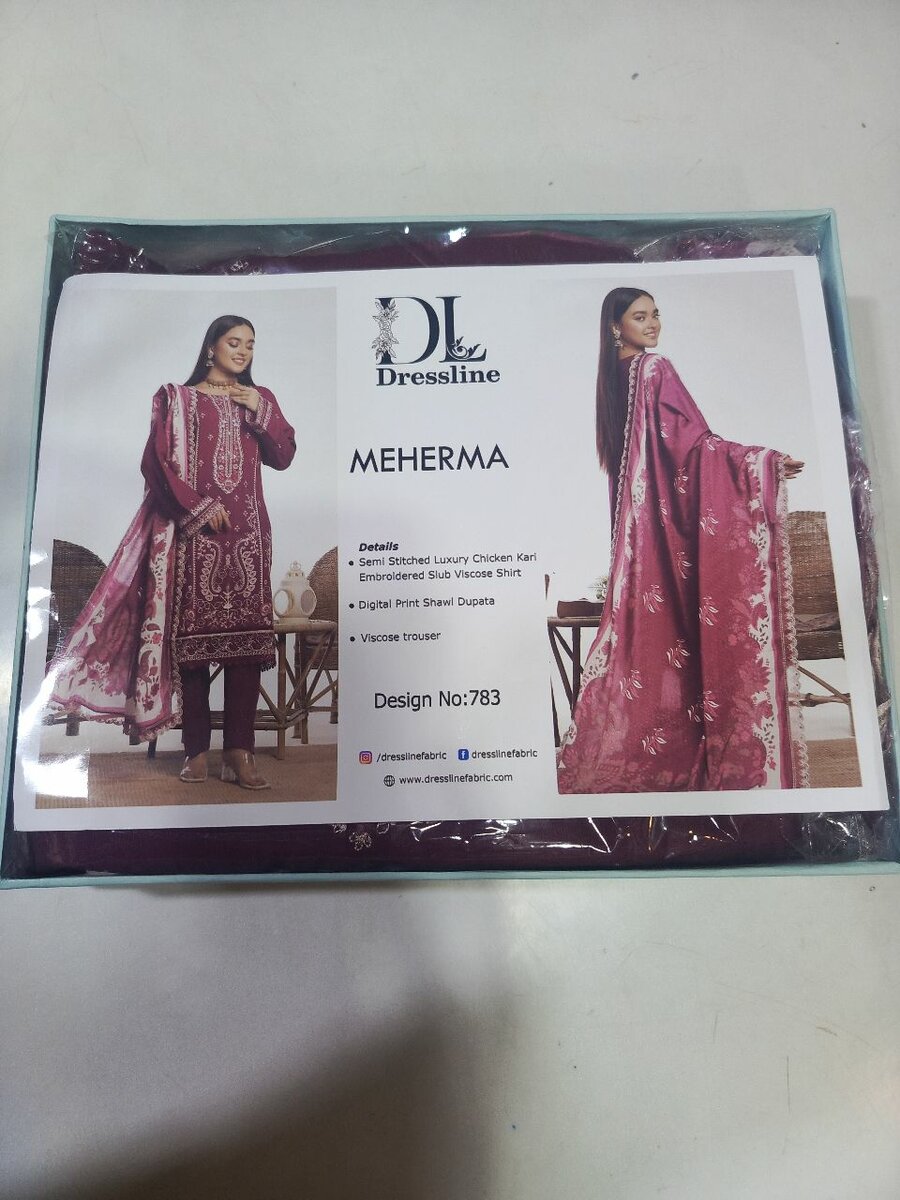 DL
Dressline
MEHERMA
Details
• Semi Stitched Luxury Chicken Kari
Embroidered Slub Viscose Shirt
• Digital Print Shawl Dupata
• Viscose trouser
Design No:783
/dresslinefabric dresslinefabric
www.dresslinefabric.com